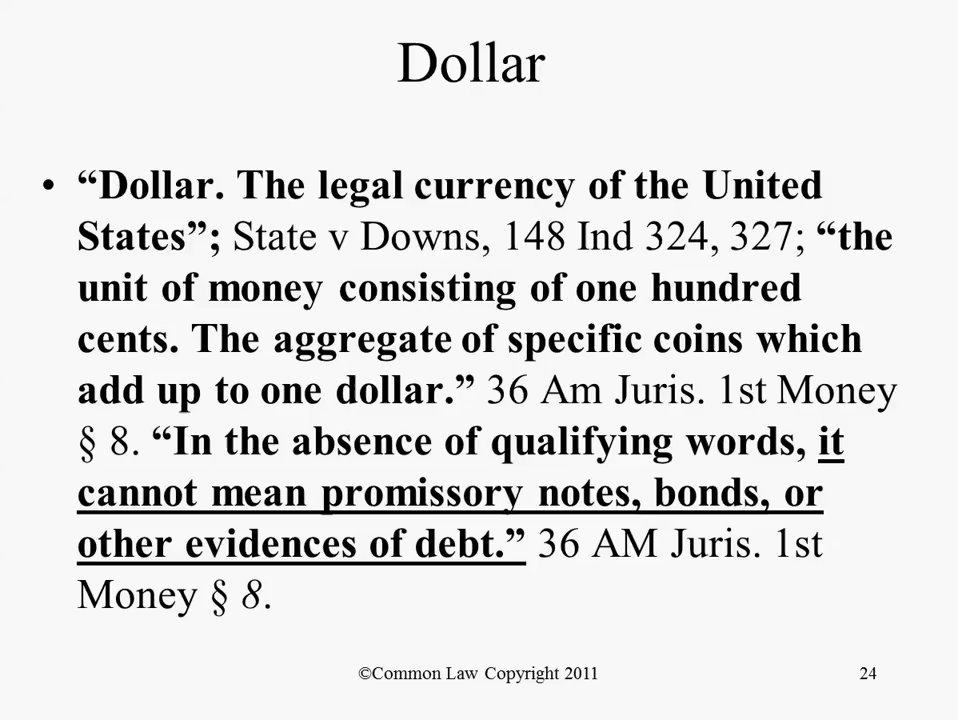 Dollar
• “Dollar. The legal currency of the United
States”; State v Downs, 148 Ind 324, 327; “the
unit of money consisting of one hundred
cents. The aggregate of specific coins which
add up to one dollar.” 36 Am Juris. 1st Money
§ 8. “In the absence of qualifying words, it
cannot mean promissory notes, bonds, or
other evidences of debt.” 36 AM Juris. 1st
Money § 8.
©Common Law Copyright 2011
24